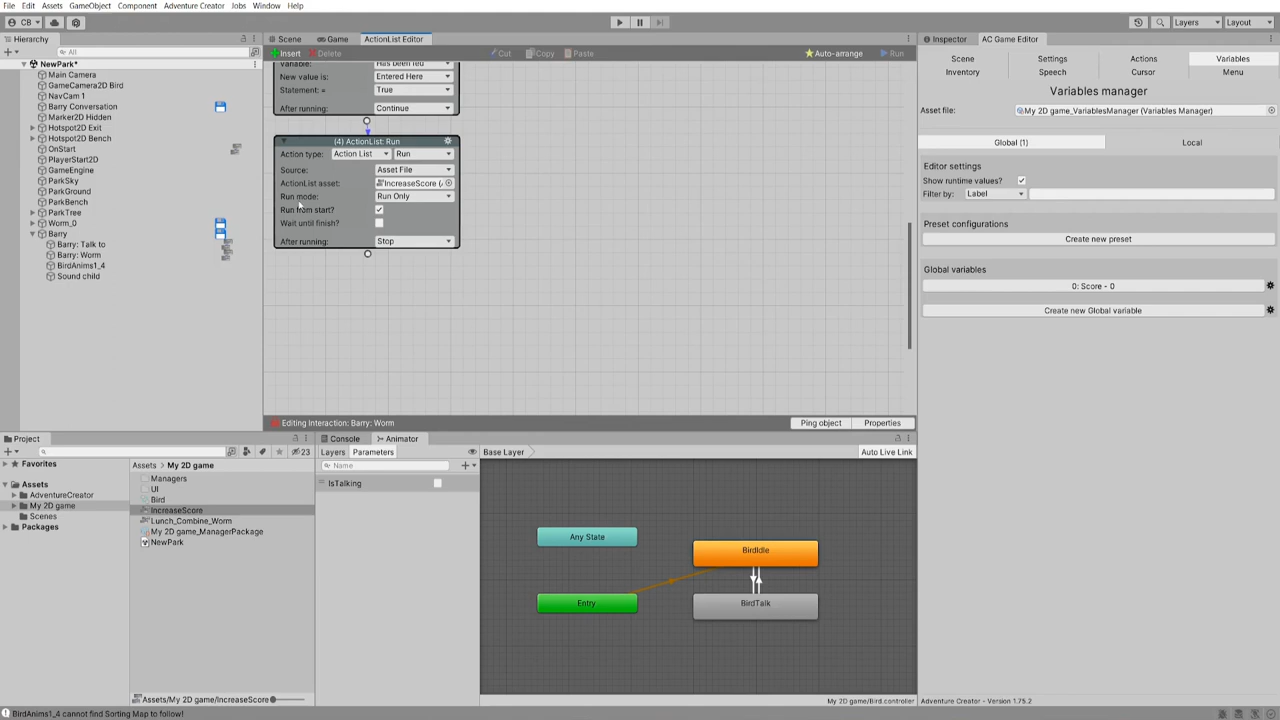 File Edit Assets GameObject Component Adventure Creator Jobs Window Help
CB Layers Layout
Hierarchy
All
NewPark*
Main Camera
GameCamera2D Bird
NavCam 1
Barry Conversation
Marker2D Hidden
Hotspot2D Exit
Hotspot2D Bench
OnStart
PlayerStart2D
GameEngine
ParkSky
ParkGround
ParkBench
ParkTree
Worm_0
Barry
Barry: Talk to
Barry: Worm
BirdAnims1_4
Sound child
Scene Game ActionList Editor
Insert Delete Cut Copy Paste Auto-arrange Run
Variable: Has been fed
New value is: Entered Here
Statement: = True
After running: Continue
(4) ActionList: Run
Action type: Action List Run
Source: Asset File
ActionList asset: IncreaseScore (
Run mode: Run Only
Run from start?
Wait until finish?
After running: Stop
Editing Interaction: Barry: Worm Ping object Properties
Inspector AC Game Editor
Scene Settings Actions Variables
Inventory Speech Cursor Menu
Variables manager
Asset file: My 2D game_VariablesManager (Variables Manager)
Global (1) Local
Editor settings
Show runtime values?
Filter by: Label
Preset configurations
Create new preset
Global variables
0: Score - 0
Create new Global variable
Adventure Creator - Version 1.75.2
Project
23
Favorites
Assets
AdventureCreator
My 2D game
Scenes
Packages
Assets > My 2D game
Managers
UI
Bird
IncreaseScore
Lunch_Combine_Worm
My 2D game_ManagerPackage
NewPark
Assets/My 2D game/IncreaseScore
Console Animator
Layers Parameters Base Layer Auto Live Link
Name
IsTalking
Any State
BirdIdle
Entry
BirdTalk
My 2D game/Bird.controller
BirdAnims1_4 cannot find Sorting Map to follow!